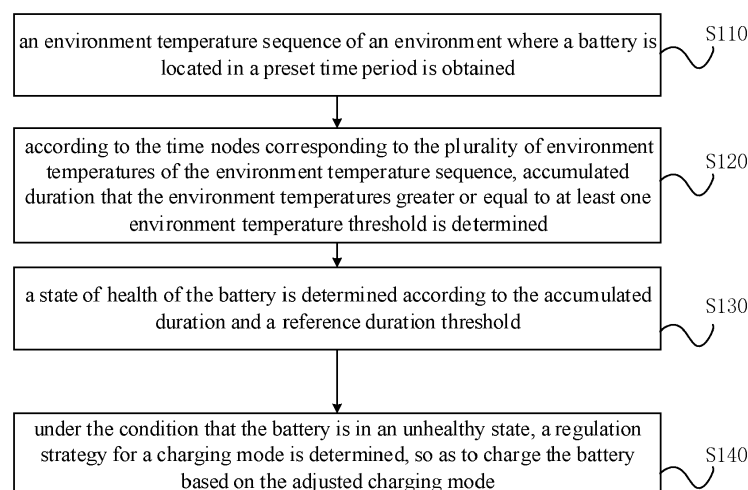 an environment temperature sequence of an environment where a battery is
located in a preset time period is obtained
S110
according to the time nodes corresponding to the plurality of environment
temperatures of the environment temperature sequence, accumulated
duration that the environment temperatures greater or equal to at least one
environment temperature threshold is determined
S120
a state of health of the battery is determined according to the accumulated
duration and a reference duration threshold
S130
under the condition that the battery is in an unhealthy state, a regulation
strategy for a charging mode is determined, so as to charge the battery
based on the adjusted charging mode
S140